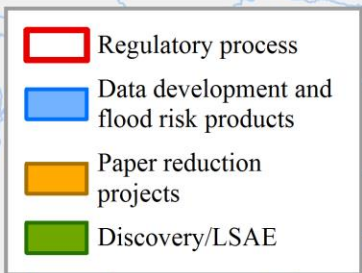 Regulatory process
Data development and
flood risk products
Paper reduction
projects
Discovery/LSAE